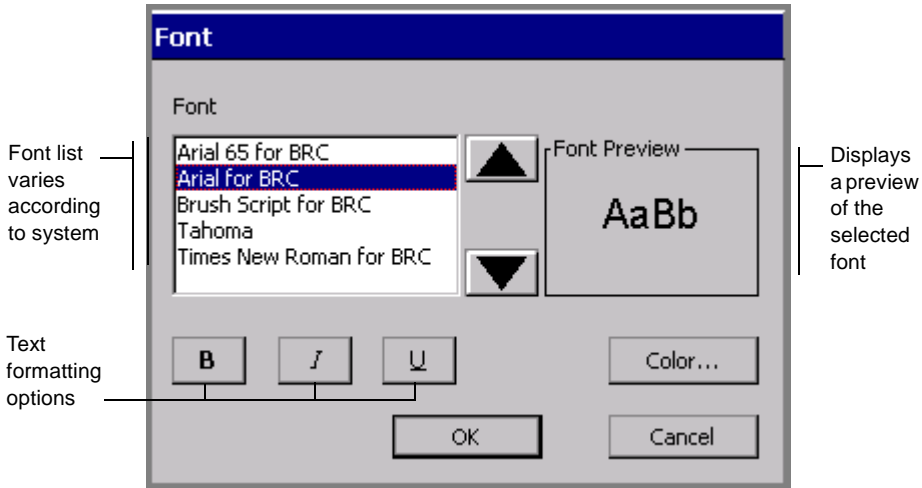 Font
Font
Font list
varies
according
to system
Arial 65 for BRC
Arial for BRC
Brush Script for BRC
Tahoma
Times New Roman for BRC
Font Preview
AaBb
Displays
a preview
of the
selected
font
Text
formatting
options
B I U
Color...
OK Cancel